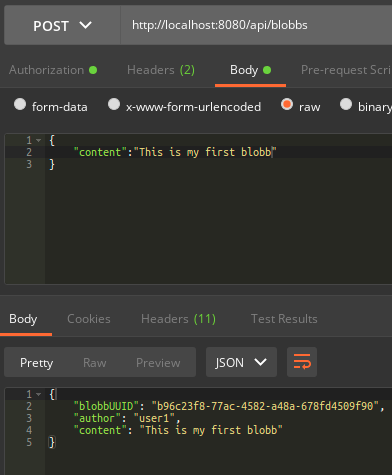 POST http://localhost:8080/api/blobbs
Authorization Headers (2) Body Pre-request Scri
form-data x-www-form-urlencoded raw binary
1 {
2 "content":"This is my first blobb"
3 }
Body Cookies Headers (11) Test Results
Pretty Raw Preview JSON
1 {
2 "blobbUUID": "b96c23f8-77ac-4582-a48a-678fd4509f90",
3 "author": "user1",
4 "content": "This is my first blobb"
5 }